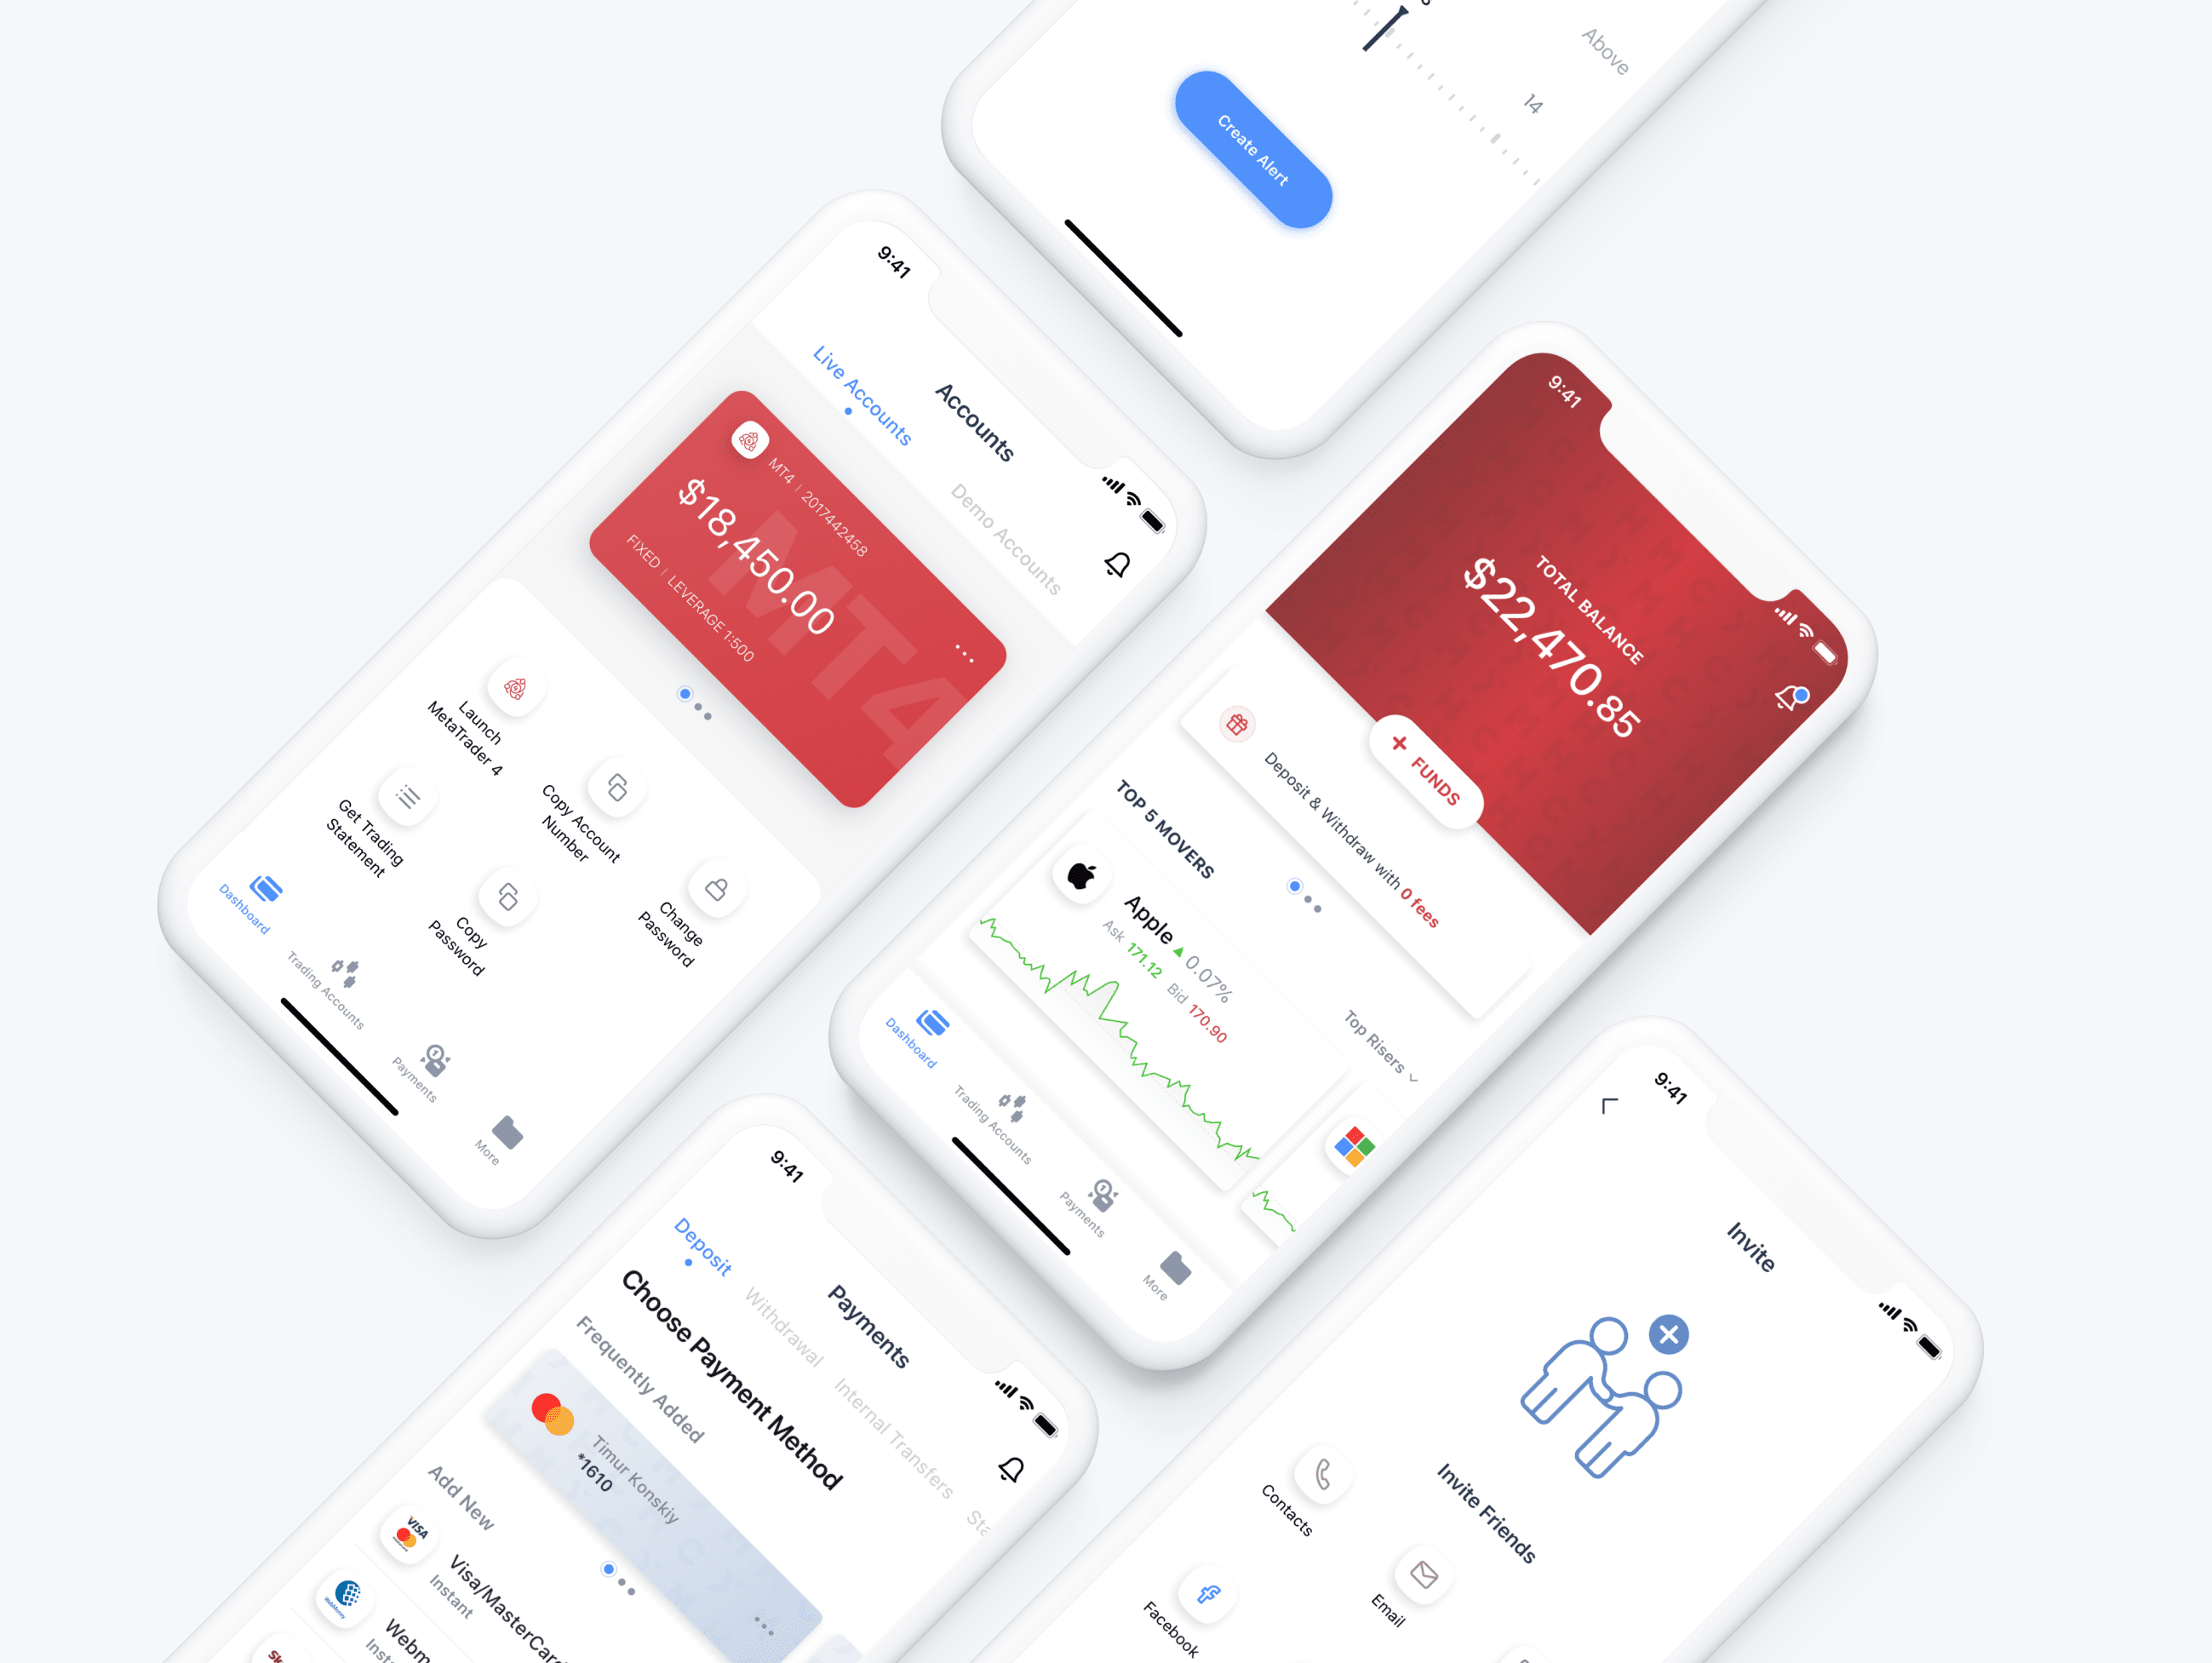 Above
14
Create Alert
9:41
Accounts
Live Accounts
Demo Accounts
MT4 | 2017442458
$18,450.00
FIXED | LEVERAGE 1:500
MT4
Launch
MetaTrader 4
Copy Account
Number
Change
Password
Get Trading
Statement
Copy
Password
Dashboard
Trading Accounts
Payments
More
9:41
TOTAL BALANCE
$22,470.85
+ FUNDS
Deposit & Withdraw with 0 fees
TOP 5 MOVERS
Top Risers
Apple
0.07%
Ask 171.12 Bid 170.90
Dashboard
Trading Accounts
Payments
More
9:41
Payments
Deposit
Withdrawal
Internal Transfers
Sta
Choose Payment Method
Frequently Added
Timur Konskiy
*1610
Add New
VISA
Visa/MasterCard
Instant
WebMoney
Webm
Insta
9:41
Invite
Invite Friends
Contacts
Email
Facebook